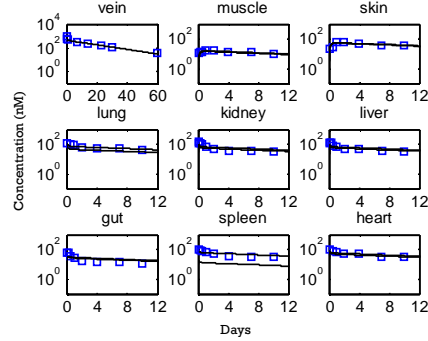 vein muscle skin
10^4
10^2 10^2 10^2
10^0 10^0 10^0
0 20 40 60 0 4 8 12 0 4 8 12
lung kidney liver
Concentration (nM)
10^2 10^2 10^2
10^0 10^0 10^0
0 4 8 12 0 4 8 12 0 4 8 12
gut spleen heart
10^2 10^2 10^2
10^0 10^0 10^0
0 4 8 12 0 4 8 12 0 4 8 12
Days Days Days